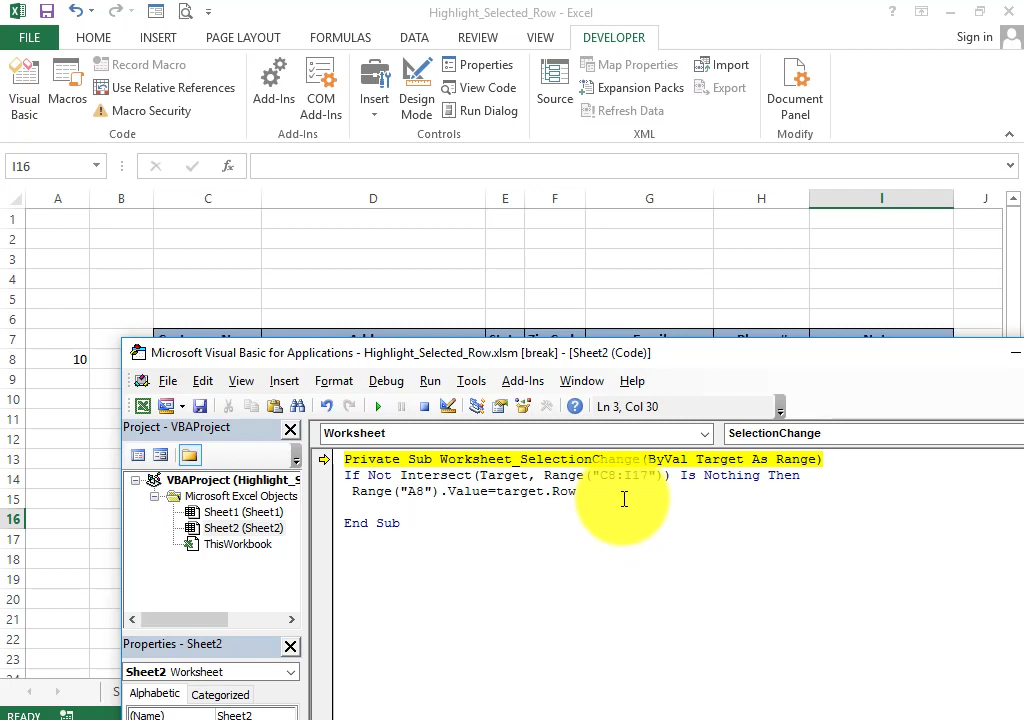 Highlight_Selected_Row - Excel
FILE HOME INSERT PAGE LAYOUT FORMULAS DATA REVIEW VIEW DEVELOPER Sign in
Visual Basic
Macros
Record Macro
Use Relative References
Macro Security
Code
Add-Ins
COM Add-Ins
Add-Ins
Insert
Design Mode
Properties
View Code
Run Dialog
Controls
Source
Map Properties
Expansion Packs
Refresh Data
Import
Export
XML
Document Panel
Modify
I16
fx
A B C D E F G H I J
1
2
3
4
5
6
7
8 10
9
10
11
12
13
14
15
16
17
18
19
20
21
22
23
READY
Microsoft Visual Basic for Applications - Highlight_Selected_Row.xlsm [break] - [Sheet2 (Code)]
File Edit View Insert Format Debug Run Tools Add-Ins Window Help
Ln 3, Col 30
Project - VBAProject
VBAProject (Highlight_S
Microsoft Excel Objects
Sheet1 (Sheet1)
Sheet2 (Sheet2)
ThisWorkbook
Properties - Sheet2
Sheet2 Worksheet
Alphabetic Categorized
(Name) Sheet2
Worksheet SelectionChange
Private Sub Worksheet_SelectionChange(ByVal Target As Range)
If Not Intersect(Target, Range("C8:I17")) Is Nothing Then
Range("A8").Value=target.Row
End Sub